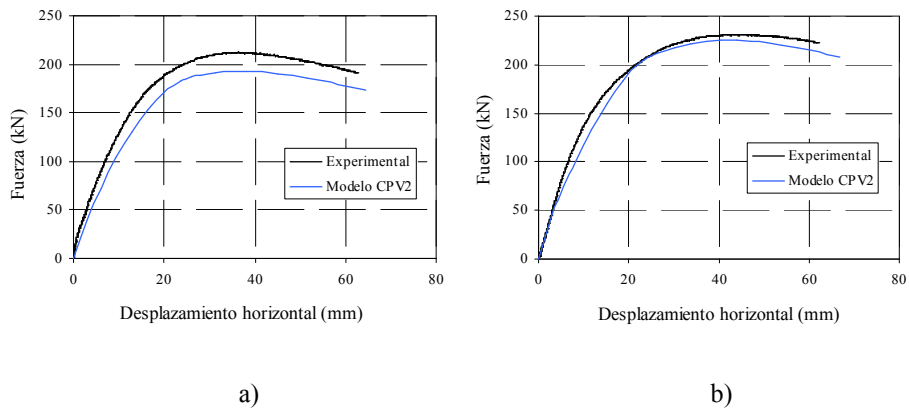 250
200
150
100
50
0
Fuerza (kN)
0 20 40 60 80
Desplazamiento horizontal (mm)
Experimental
Modelo CPV2
a)
250
200
150
100
50
0
Fuerza (kN)
0 20 40 60 80
Desplazamiento horizontal (mm)
Experimental
Modelo CPV2
b)